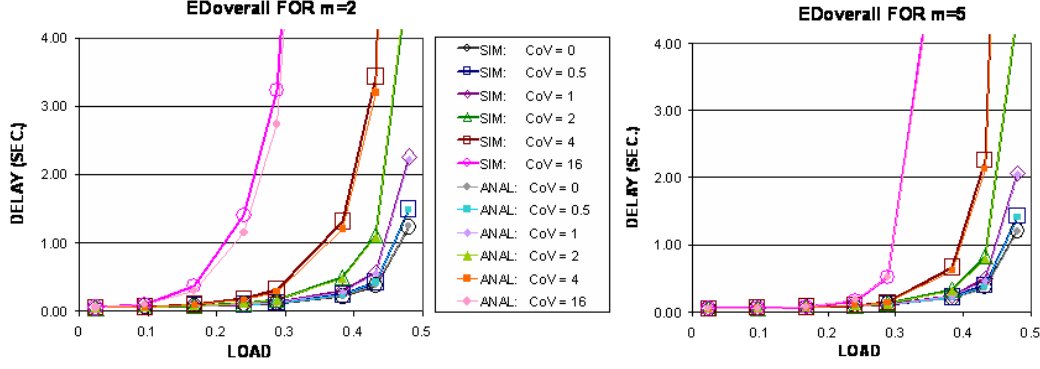 EDoverall FOR m=2
4.00
3.00
2.00
1.00
0.00
DELAY (SEC.)
0 0.1 0.2 0.3 0.4 0.5
LOAD
SIM: CoV = 0
SIM: CoV = 0.5
SIM: CoV = 1
SIM: CoV = 2
SIM: CoV = 4
SIM: CoV = 16
ANAL: CoV = 0
ANAL: CoV = 0.5
ANAL: CoV = 1
ANAL: CoV = 2
ANAL: CoV = 4
ANAL: CoV = 16
EDoverall FOR m=5
4.00
3.00
2.00
1.00
0.00
DELAY (SEC.)
0 0.1 0.2 0.3 0.4 0.5
LOAD